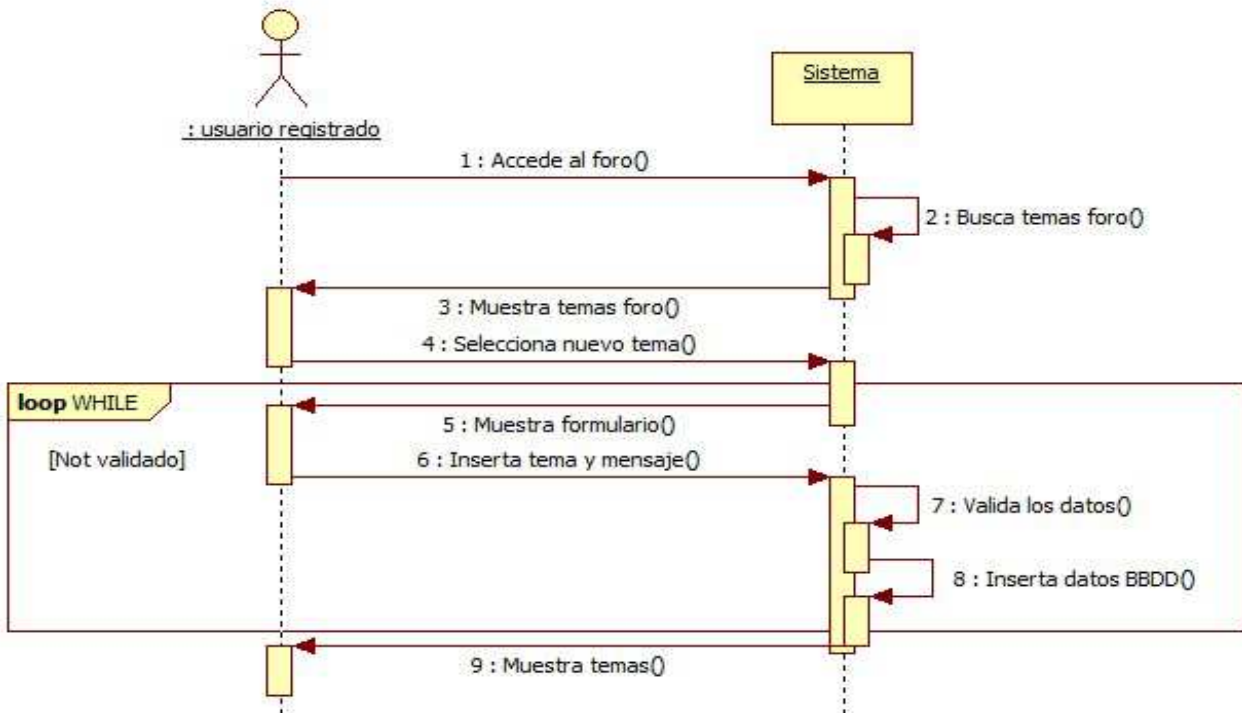 Sistema
: usuario registrado
1 : Accede al foro()
2 : Busca temas foro()
3 : Muestra temas foro()
4 : Selecciona nuevo tema()
loop WHILE
5 : Muestra formulario()
[Not validado]
6 : Inserta tema y mensaje()
7 : Valida los datos()
8 : Inserta datos BBDD()
9 : Muestra temas()